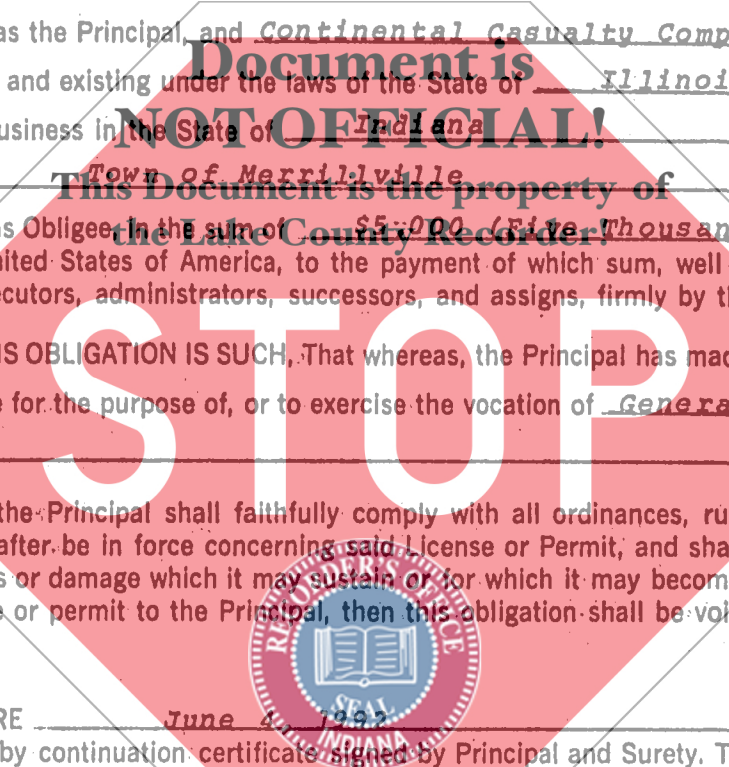 as the Principal, and Continental Casualty Comp
Document is
and existing under the laws of the State of Illinoi
NOT OFFICIAL!
usiness in the State of Indiana
Town of Merrillville
This Document is the property of
the Lake County Recorder!
s Obligee, in the sum of $5,000 (Five Thousan
nited States of America, to the payment of which sum, well
ecutors, administrators, successors, and assigns, firmly by th
STOP
IS OBLIGATION IS SUCH, That whereas, the Principal has mad
e for the purpose of, or to exercise the vocation of Genera
the Principal shall faithfully comply with all ordinances, ru
after be in force concerning said License or Permit, and sha
s or damage which it may sustain or for which it may becom
e or permit to the Principal, then this obligation shall be voi
RECORDER'S OFFICE
SEAL
INDIANA
RE June 4, 1992
by continuation certificate signed by Principal and Surety. T